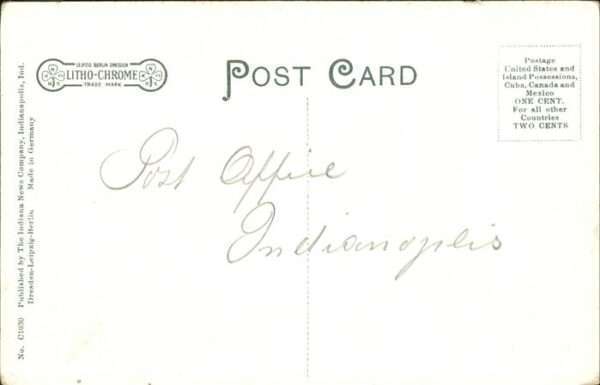 LEIPZIG BERLIN DRESDEN
LITHO-CHROME
TRADE MARK
POST CARD
Postage
United States and
Island Possessions,
Cuba, Canada and
Mexico
ONE CENT.
For all other
Countries
TWO CENTS
Post Office
Indianoplis
No. C1030 Published by The Indiana News Company, Indianapolis, Ind.
Dresden-Leipzig-Berlin Made in Germany